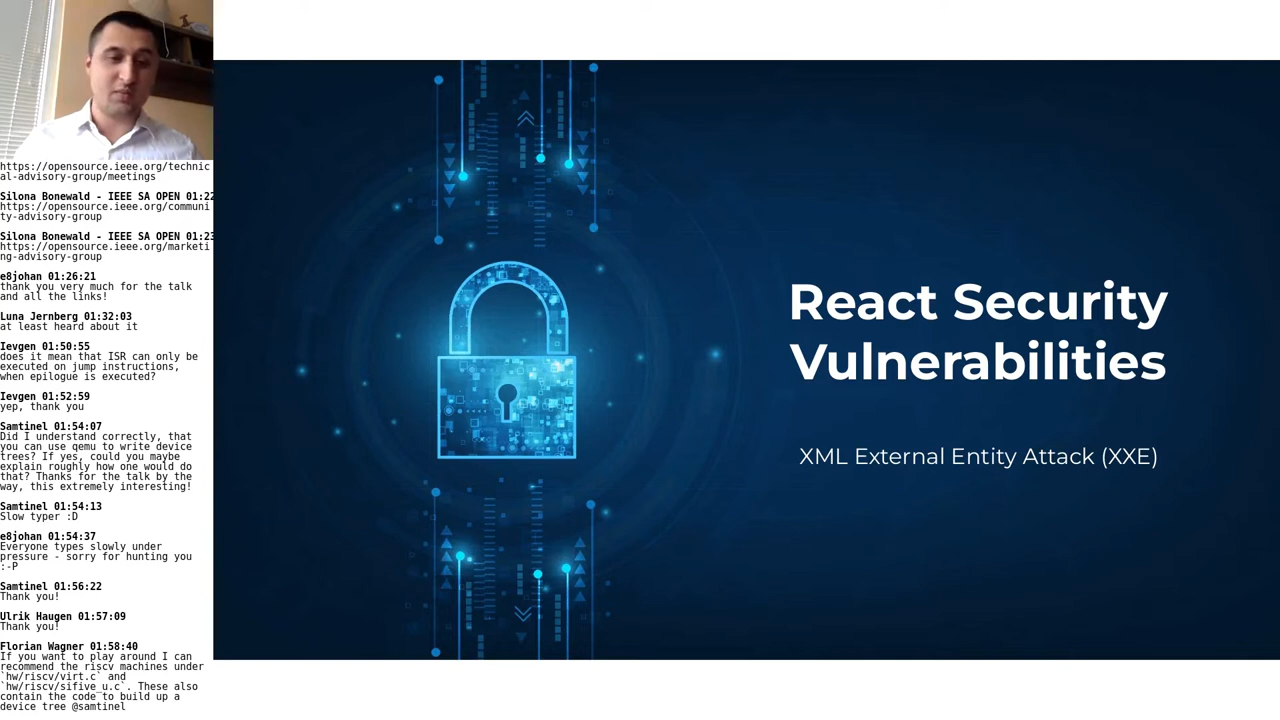 https://opensource.ieee.org/technic
al-advisory-group/meetings
Silona Bonewald - IEEE SA OPEN 01:22
https://opensource.ieee.org/communi
ty-advisory-group
Silona Bonewald - IEEE SA OPEN 01:23
https://opensource.ieee.org/marketi
ng-advisory-group
e8johan 01:26:21
thank you very much for the talk
and all the links!
Luna Jernberg 01:32:03
at least heard about it
Ievgen 01:50:55
does it mean that ISR can only be
executed on jump instructions,
when epilogue is executed?
Ievgen 01:52:59
yep, thank you
Samtinel 01:54:07
Did I understand correctly, that
you can use qemu to write device
trees? If yes, could you maybe
explain roughly how one would do
that? Thanks for the talk by the
way, this extremely interesting!
Samtinel 01:54:13
Slow typer :D
e8johan 01:54:37
Everyone types slowly under
pressure - sorry for hunting you
:-P
Samtinel 01:56:22
Thank you!
Ulrik Haugen 01:57:09
Thank you!
Florian Wagner 01:58:40
If you want to play around I can
recommend the riscv machines under
`hw/riscv/virt.c` and
`hw/riscv/sifive_u.c`. These also
contain the code to build up a
device tree @samtinel
React Security
Vulnerabilities
XML External Entity Attack (XXE)